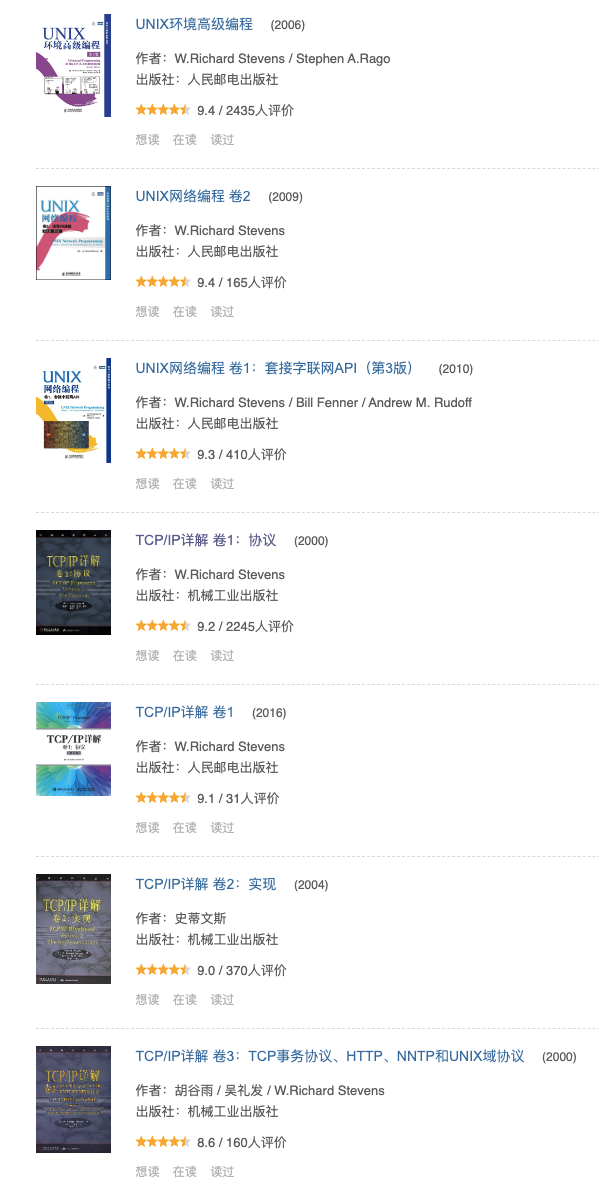 UNIX
环境高级编程
UNIX环境高级编程 (2006)
作者：W.Richard Stevens / Stephen A.Rago
出版社：人民邮电出版社
9.4 / 2435人评价
想读 在读 读过
UNIX
网络编程
UNIX网络编程 卷2 (2009)
作者：W.Richard Stevens
出版社：人民邮电出版社
9.4 / 165人评价
想读 在读 读过
UNIX
网络编程
UNIX网络编程 卷1：套接字联网API（第3版） (2010)
作者：W.Richard Stevens / Bill Fenner / Andrew M. Rudoff
出版社：人民邮电出版社
9.3 / 410人评价
想读 在读 读过
TCP/IP详解
卷1:协议
TCP/IP详解 卷1：协议 (2000)
作者：W.Richard Stevens
出版社：机械工业出版社
9.2 / 2245人评价
想读 在读 读过
TCP/IP详解
卷1：协议
TCP/IP详解 卷1 (2016)
作者：W.Richard Stevens
出版社：人民邮电出版社
9.1 / 31人评价
想读 在读 读过
TCP/IP详解
卷2:实现
TCP/IP详解 卷2：实现 (2004)
作者：史蒂文斯
出版社：机械工业出版社
9.0 / 370人评价
想读 在读 读过
TCP/IP详解
TCP/IP详解 卷3：TCP事务协议、HTTP、NNTP和UNIX域协议 (2000)
作者：胡谷雨 / 吴礼发 / W.Richard Stevens
出版社：机械工业出版社
8.6 / 160人评价
想读 在读 读过